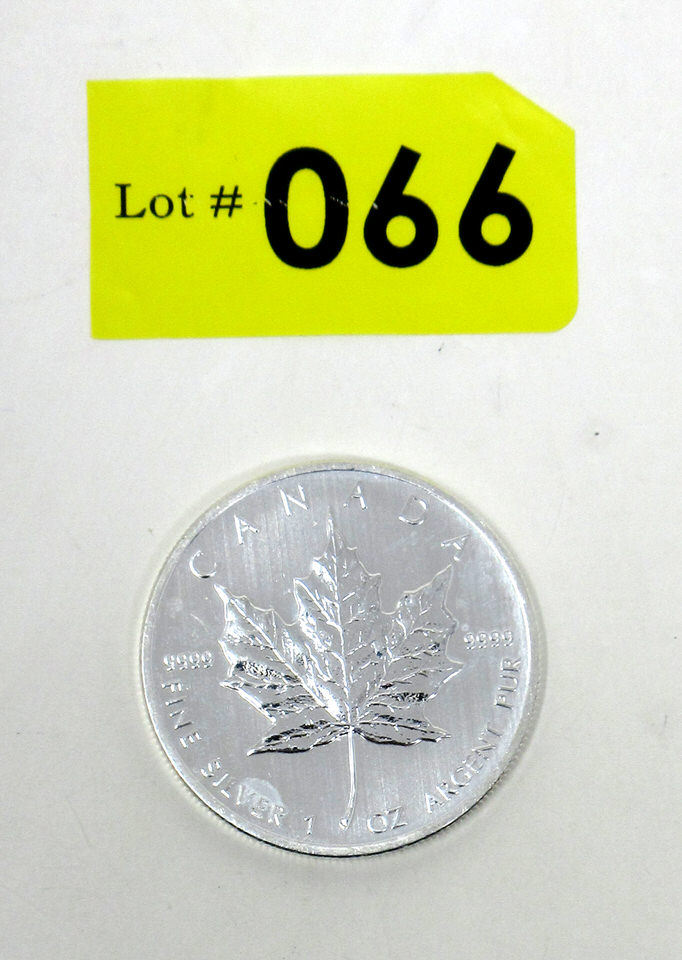 Lot # 066
CANADA
9999 9999
FINE SILVER 1 OZ ARGENT PUR